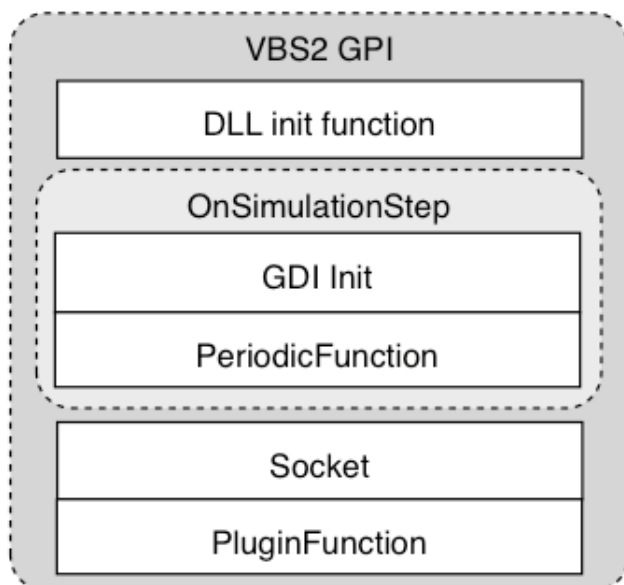 VBS2 GPI
DLL init function
OnSimulationStep
GDI Init
PeriodicFunction
Socket
PluginFunction